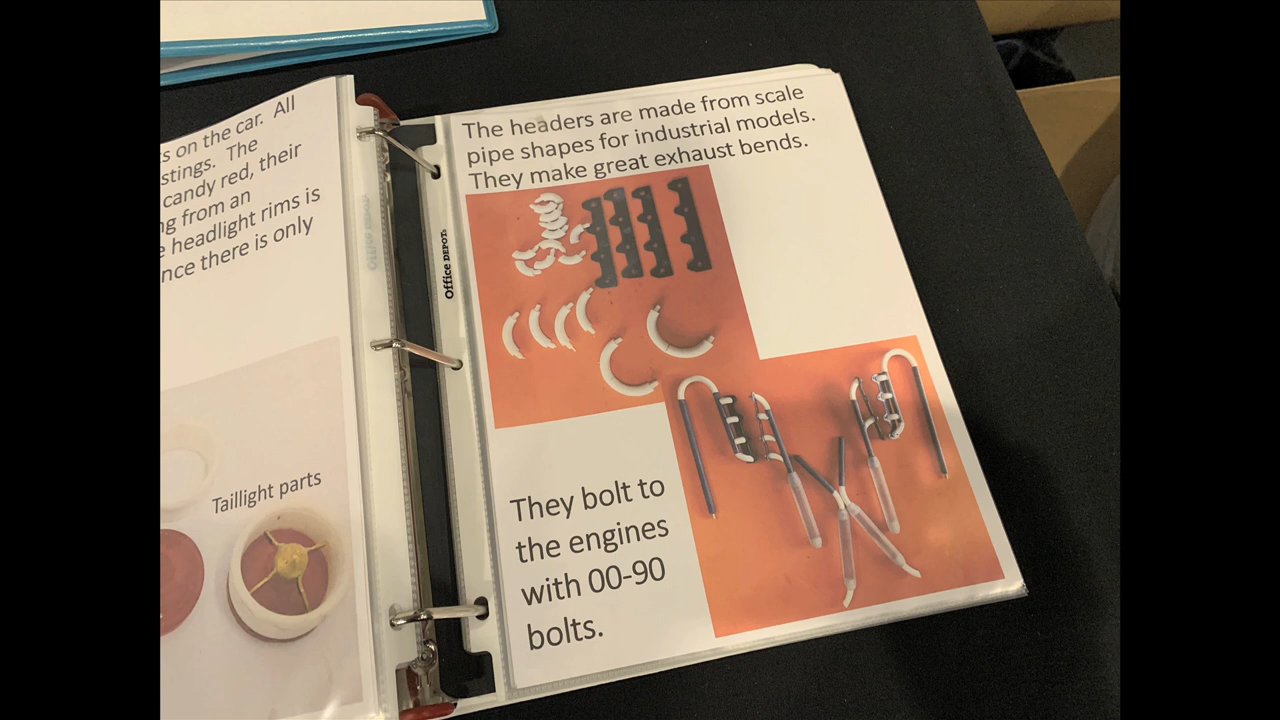 s on the car. All
stings. The
candy red, their
ng from an
e headlight rims is
nce there is only
Taillight parts
Office DEPOT
The headers are made from scale
pipe shapes for industrial models.
They make great exhaust bends.
They bolt to
the engines
with 00-90
bolts.